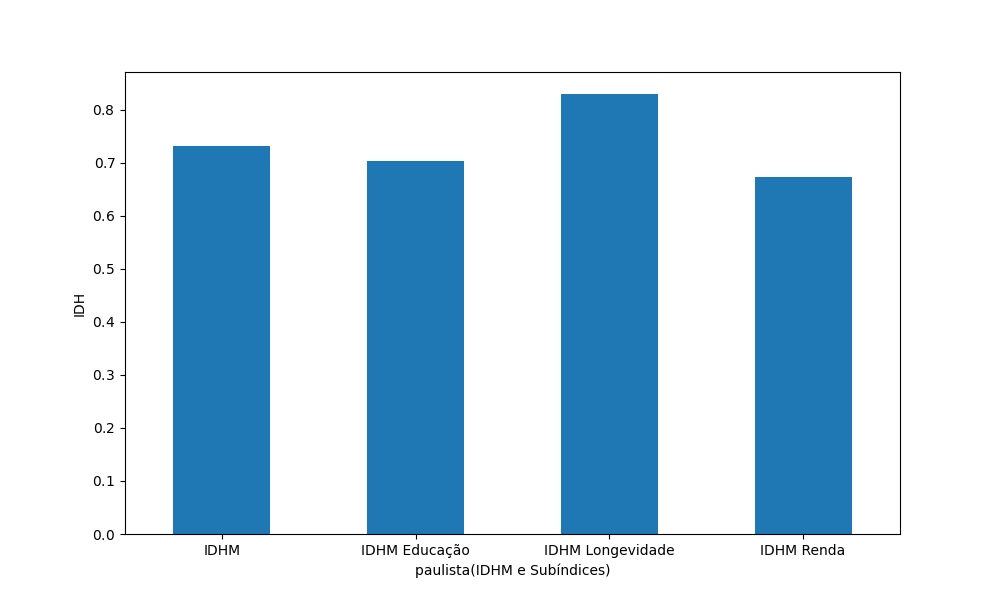 0.8
0.7
0.6
0.5
0.4
0.3
0.2
0.1
0.0
IDH
IDHM
IDHM Educação
IDHM Longevidade
IDHM Renda
paulista(IDHM e Subíndices)